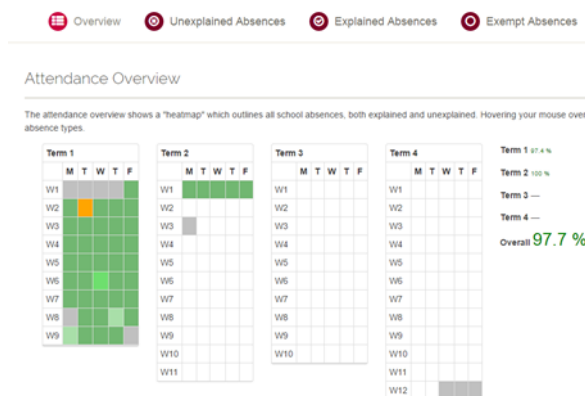 Overview Unexplained Absences Explained Absences Exempt Absences
Attendance Overview
The attendance overview shows a "heatmap" which outlines all school absences, both explained and unexplained. Hovering your mouse over
absence types.
Term 1
M T W T F
W1
W2
W3
W4
W5
W6
W7
W8
W9
Term 2
M T W T F
W1
W2
W3
W4
W5
W6
W7
W8
W9
W10
W11
Term 3
M T W T F
W1
W2
W3
W4
W5
W6
W7
W8
W9
W10
Term 4
M T W T F
W1
W2
W3
W4
W5
W6
W7
W8
W9
W10
W11
W12
Term 1 97.4 %
Term 2 100 %
Term 3 —
Term 4 —
Overall 97.7 %